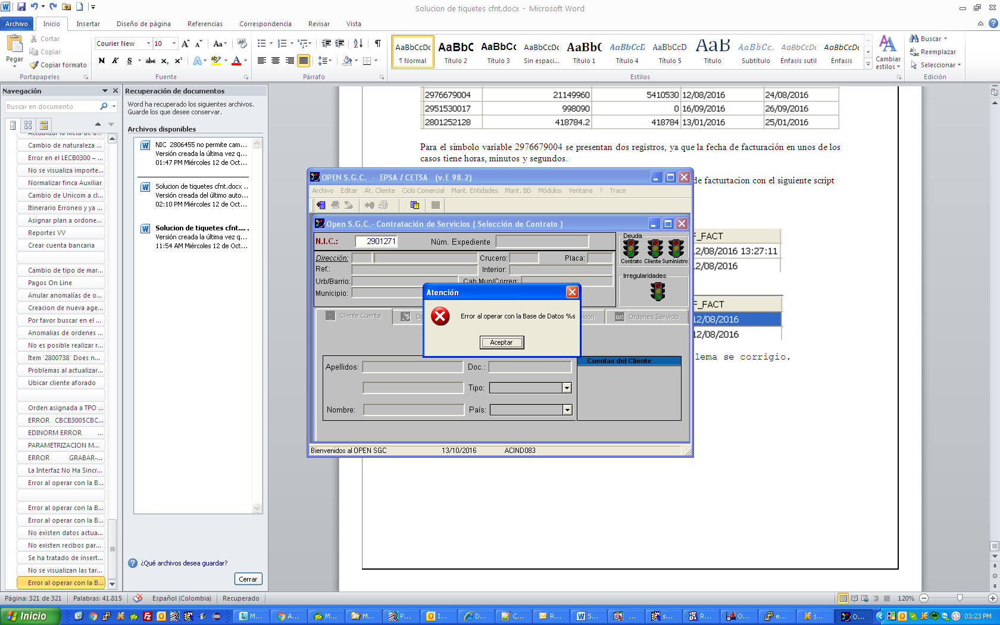 Solucion de tiquetes cfnt.docx - Microsoft Word
Archivo Inicio Insertar Diseño de página Referencias Correspondencia Revisar Vista
Pegar
Cortar
Copiar
Copiar formato
Portapapeles
Courier New 10
Fuente
Párrafo
AaBbCcDc ¶ Normal
AaBbC Título 2
AaBbCc Título 3
AaBbCcDc Sin espaci...
AaBbC Título 1
AaBbCcD Título 4
AaBbCcD Título 5
AaB Título
AaBbCc. Subtítulo
AaBbCcDc Énfasis sutil
AaBbCcDc Énfasis
Cambiar estilos
Estilos
Buscar
Reemplazar
Seleccionar
Edición
Navegación
Buscar en documento
Cambio de naturaleza ...
Error en el LECB0300 – ...
No se visualiza importe...
Normalizar finca Auxiliar
Cambio de Unicom a cl...
Itinerario Erroneo y ya ...
Asignar plan a ordone...
Reportes VV
Crear cuenta bancaria
Cambio de tipo de mar...
Pagos On Line
Anular anomalías de o...
Creacion de nueva age...
Por favor buscar en el ...
Anomalias de ordenes ...
No es posible realizar r...
Item ‘2800738’ Does n...
Problemas al actualizar...
Ubicar cliente aforado
Orden asignada a TPO ...
ERROR CBCB3005CBC...
EDINORM ERROR ...
PARAMETRIZACION M...
ERROR GRABAR-...
La Interfaz No Ha Sincr...
Error al operar con la B...
Error al operar con la B...
Error al operar con la B...
No existen datos actua...
No existen recibos par...
Se ha tratado de insert...
No se visualizan las tar...
Error al operar con la B...
Recuperación de documentos
Word ha recuperado los siguientes archivos.
Guarde los que desee conservar.
Archivos disponibles
NIC 2806455 no permite cam...
Versión creada la última vez q...
01:47 PM Miércoles 12 de Oct...
Solucion de tiquetes cfnt.docx ..
Versión creada del último auto...
02:10 PM Miércoles 12 de Oct...
Solucion de tiquetes cfnt.... .
Versión creada la última vez q...
11:54 AM Miércoles 12 de Oct...
¿Qué archivos desea guardar?
Cerrar
2976679004 21149960 5410530 12/08/2016 24/08/2016
2951530017 998090 0 16/09/2016 26/09/2016
2801252128 418784.2 418784 13/01/2016 25/01/2016
Para el símbolo variable 2976679004 se presentan dos registros, ya que la fecha de facturación en unos de los
casos tiene horas, minutos y segundos.
de facturtacion con el siguiente script
F_FACT
12/08/2016 13:27:11
12/08/2016
F_FACT
12/08/2016
12/08/2016
lema se corrigio.
OPEN S.G.C. - EPSA / CETSA (v.E 98.2)
Archivo Editar At. Cliente Ciclo Comercial Mant. Entidades Mant. BD Módulos Ventana ? Trace
Open S.G.C.- Contratación de Servicios ( Selección de Contrato )
N.I.C.: 2901271 Núm. Expediente
Dirección: Crucero: Placa:
Ref.: Interior:
Urb/Barrio: Cab.Mun/Correg:
Municipio:
Deuda
Contrato Cliente Suministro
Irregularidades
Cliente Cuenta
O/S Ordenes Servicio
Atención
Error al operar con la Base de Datos %s
Aceptar
Apellidos: Doc.:
Tipo:
Nombre: País:
Cuentas del Cliente
Bienvenidos al OPEN SGC 13/10/2016 ACIND083
Página: 321 de 321 Palabras: 41.815 Español (Colombia) Recuperado 120%
Inicio
L M... A... M... M... P... I... D... C... R... S... ... s... R... O... e... j... O...
03:23 PM